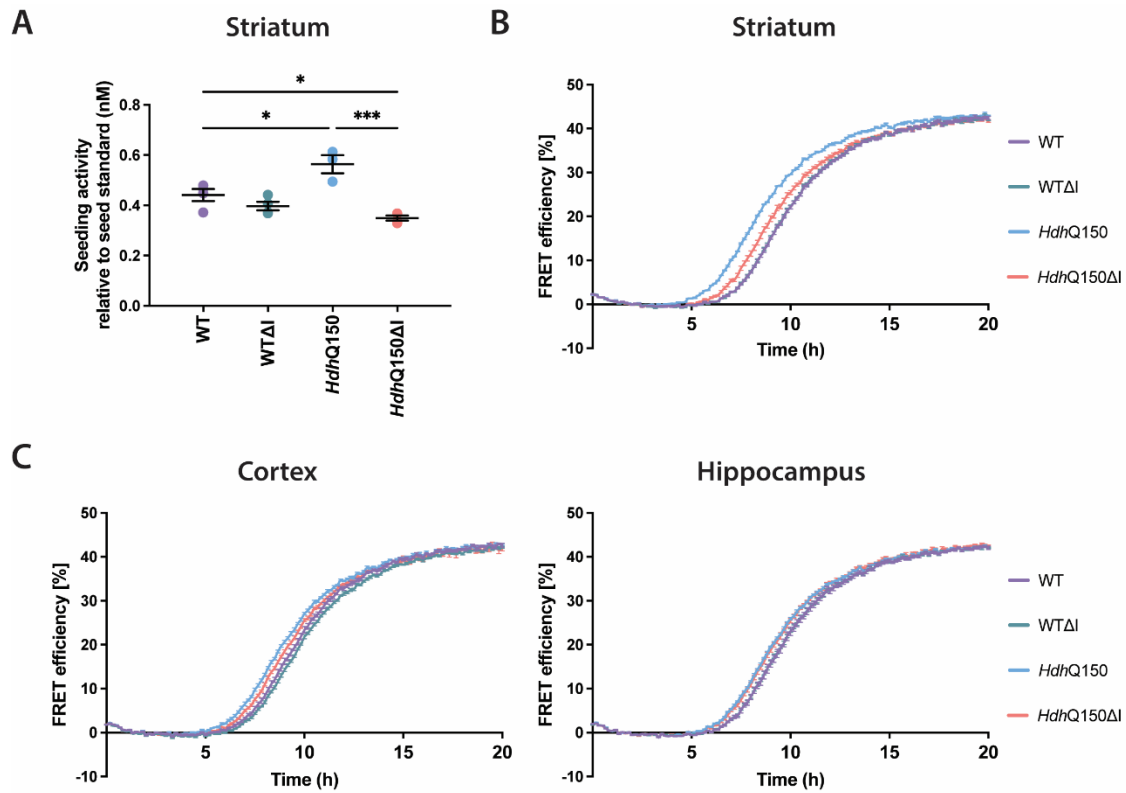 A
Striatum
*
*
***
Seeding activity
relative to seed standard (nM)
0.8
0.6
0.4
0.2
0.0
WT
WTΔI
HdhQ150
HdhQ150ΔI
B
Striatum
FRET efficiency [%]
50
40
30
20
10
0
-10
5
10
15
20
Time (h)
WT
WTΔI
HdhQ150
HdhQ150ΔI
C
Cortex
FRET efficiency [%]
50
40
30
20
10
0
-10
5
10
15
20
Time (h)
Hippocampus
FRET efficiency [%]
50
40
30
20
10
0
-10
5
10
15
20
Time (h)
WT
WTΔI
HdhQ150
HdhQ150ΔI